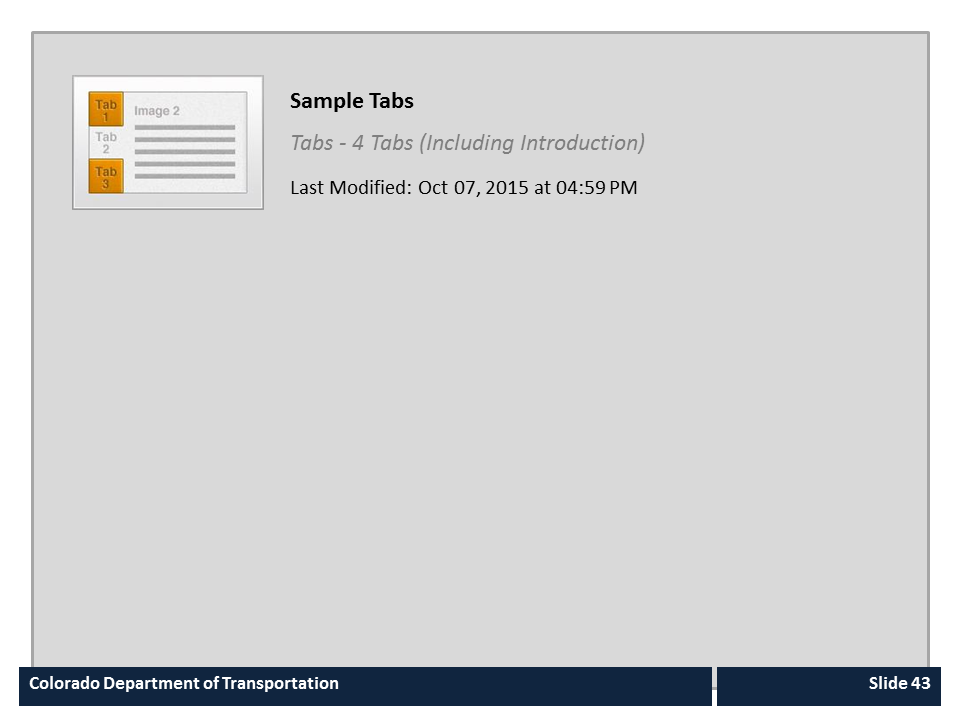 Sample Tabs
Tabs - 4 Tabs (Including Introduction)
Last Modified: Oct 07, 2015 at 04:59 PM
Tab
1
Image 2
Tab
2
Tab
3
Colorado Department of Transportation
Slide 43